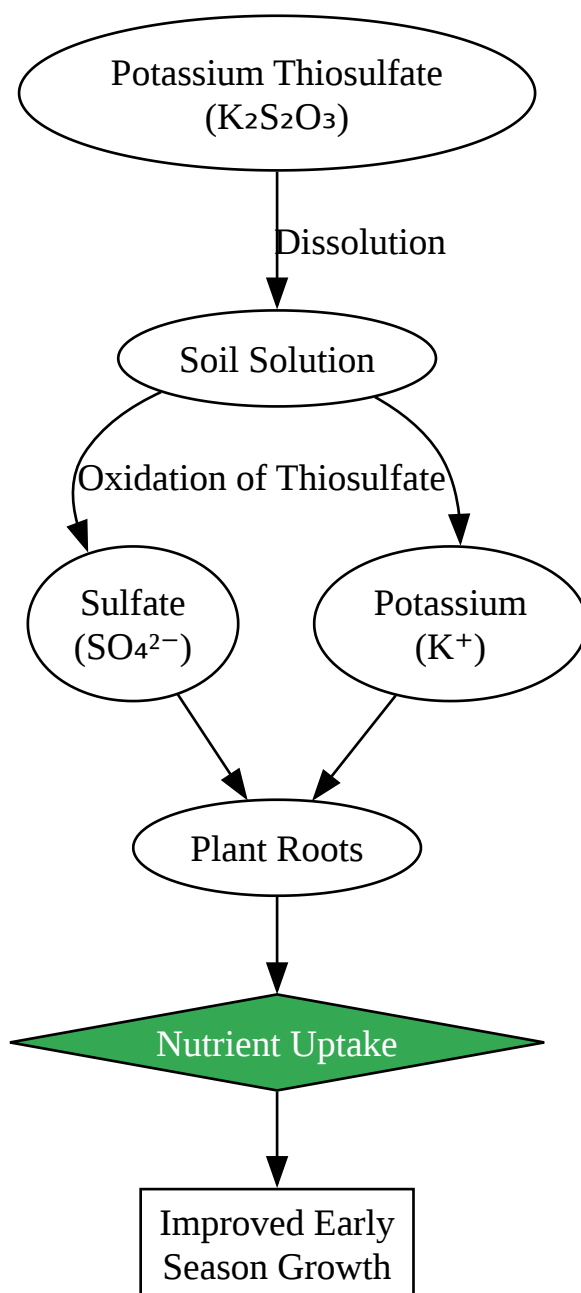 Potassium Thiosulfate
(K₂S₂O₃)
Dissolution
Soil Solution
Oxidation of Thiosulfate
Sulfate
(SO₄²⁻)
Potassium
(K⁺)
Plant Roots
Nutrient Uptake
Improved Early
Season Growth